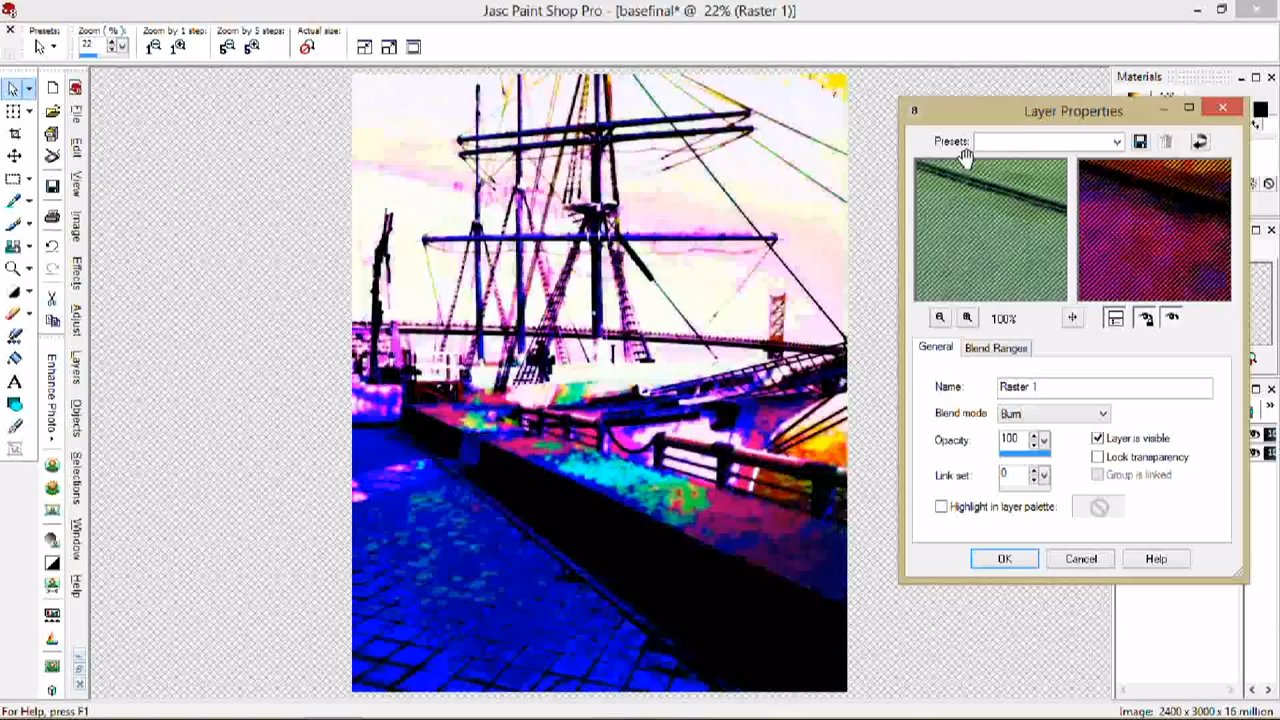 Jasc Paint Shop Pro - [basefinal* @ 22% (Raster 1)]
Presets:
Zoom (%):
Zoom by 1 step:
Zoom by 5 steps:
Actual size:
22
Materials
File
Edit
View
Image
Effects
Adjust
Layers
Objects
Selections
Window
Help
Enhance Photo
Layer Properties
Presets:
100%
General
Blend Ranges
Name:
Raster 1
Blend mode
Burn
Opacity:
100
Layer is visible
Lock transparency
Link set:
0
Group is linked
Highlight in layer palette:
OK
Cancel
Help
For Help, press F1
Image: 2400 x 3000 x 16 million